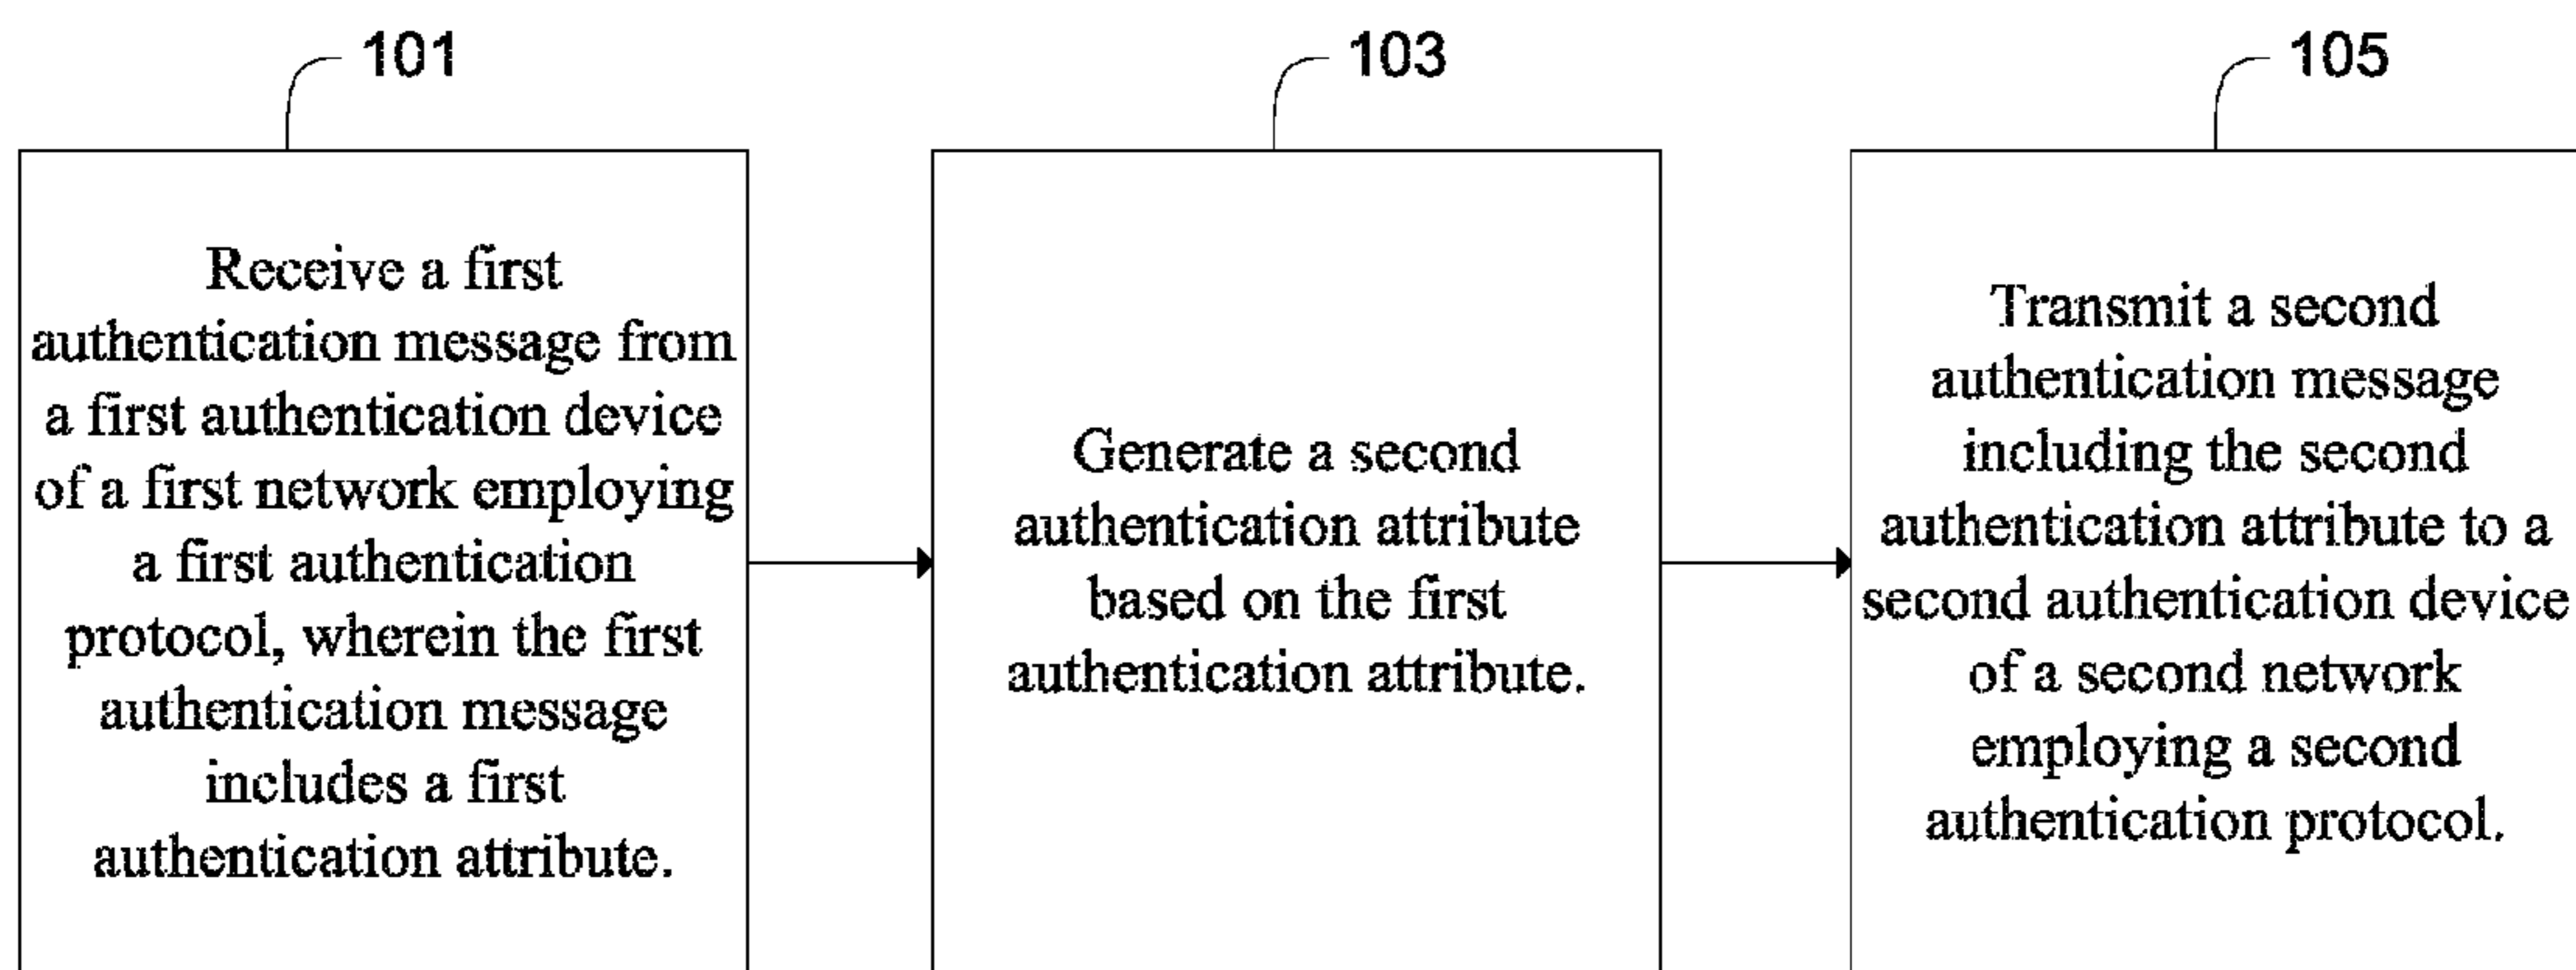 101
Receive a first
authentication message from
a first authentication device
of a first network employing
a first authentication
protocol, wherein the first
authentication message
includes a first
authentication attribute.
103
Generate a second
authentication attribute
based on the first
authentication attribute.
105
Transmit a second
authentication message
including the second
authentication attribute to a
second authentication device
of a second network
employing a second
authentication protocol.